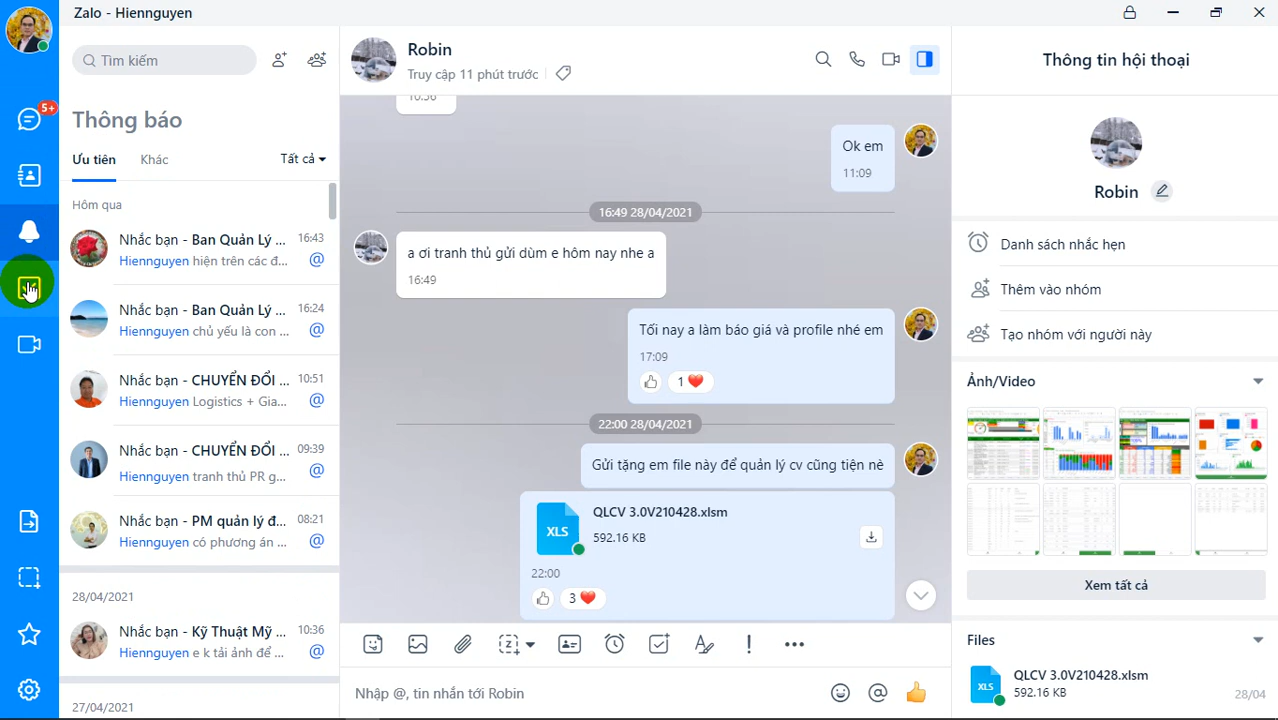 Zalo - Hiennguyen
5+
Tìm kiếm
Thông báo
Ưu tiên
Khác
Tất cả
Hôm qua
Nhắc bạn - Ban Quản Lý ...
16:43
Hiennguyen hiện trên các đ...
Nhắc bạn - Ban Quản Lý ...
16:24
Hiennguyen chủ yếu là con ...
Nhắc bạn - CHUYỂN ĐỔI ...
10:51
Hiennguyen Logistics + Gia...
Nhắc bạn - CHUYỂN ĐỔI ...
09:39
Hiennguyen tranh thủ PR g...
Nhắc bạn - PM quản lý đ...
08:21
Hiennguyen có phương án ...
28/04/2021
Nhắc bạn - Kỹ Thuật Mỹ ...
10:36
Hiennguyen e k tải ảnh để ...
27/04/2021
Robin
Truy cập 11 phút trước
10:36
Ok em
11:09
16:49 28/04/2021
a ơi tranh thủ gửi dùm e hôm nay nhe a
16:49
Tối nay a làm báo giá và profile nhé em
17:09
1
22:00 28/04/2021
Gửi tặng em file này để quản lý cv cũng tiện nè
XLS
QLCV 3.0V210428.xlsm
592.16 KB
22:00
3
Nhập @, tin nhắn tới Robin
Thông tin hội thoại
Robin
Danh sách nhắc hẹn
Thêm vào nhóm
Tạo nhóm với người này
Ảnh/Video
Xem tất cả
Files
XLS
QLCV 3.0V210428.xlsm
592.16 KB
28/04